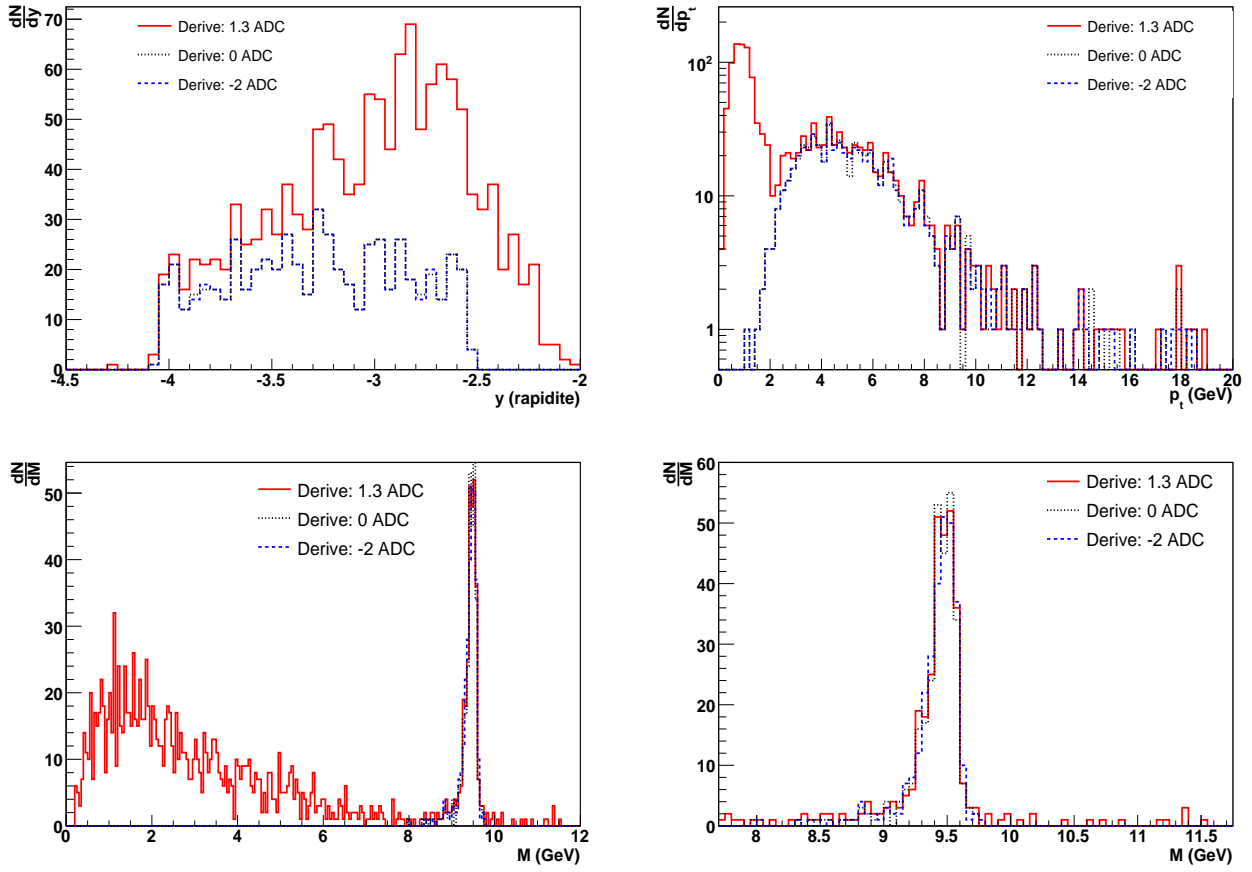 dN
dy
70
60
50
40
30
20
10
0
-4.5
-4
-3.5
-3
-2.5
-2
y (rapidite)
Derive: 1.3 ADC
Derive: 0 ADC
Derive: -2 ADC
dN
dp_t
10²
10
1
0
2
4
6
8
10
12
14
16
18
20
p_t (GeV)
Derive: 1.3 ADC
Derive: 0 ADC
Derive: -2 ADC
dN
dM
50
40
30
20
10
0
0
2
4
6
8
10
12
M (GeV)
Derive: 1.3 ADC
Derive: 0 ADC
Derive: -2 ADC
dN
dM
60
50
40
30
20
10
0
8
8.5
9
9.5
10
10.5
11
11.5
M (GeV)
Derive: 1.3 ADC
Derive: 0 ADC
Derive: -2 ADC